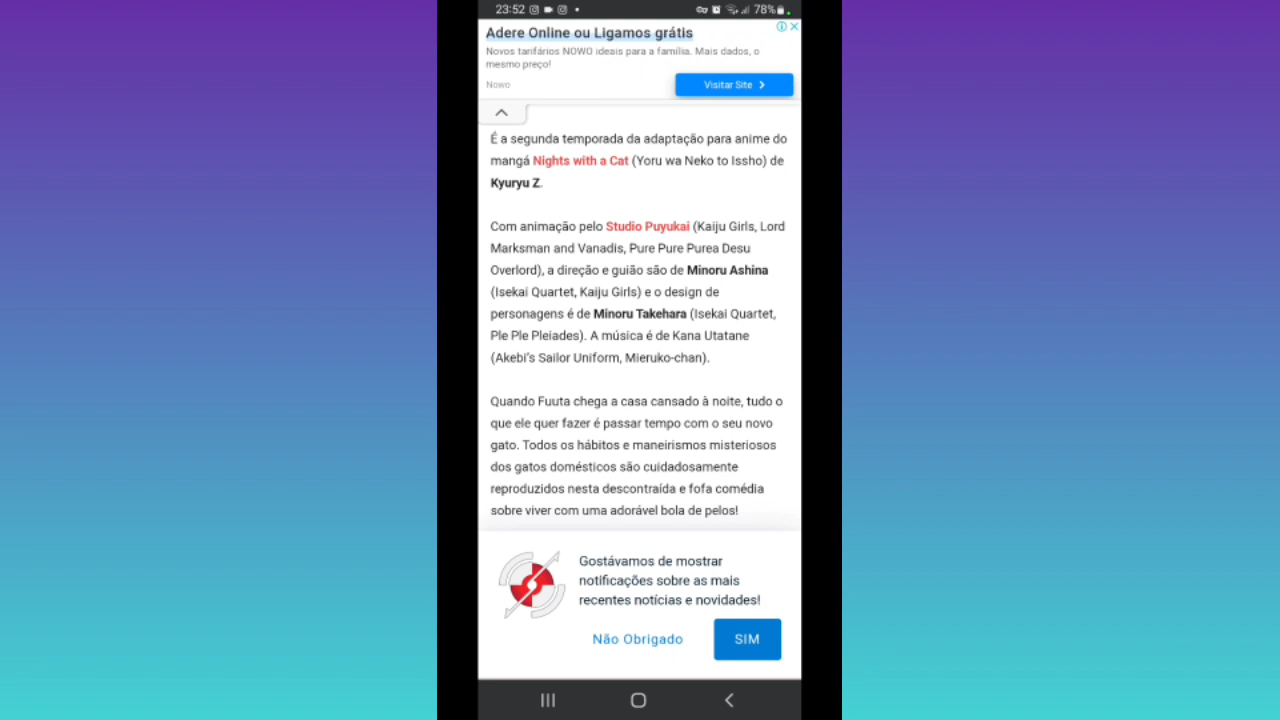 23:52
78%
Adere Online ou Ligamos grátis
Novos tarifários NOWO ideais para a família. Mais dados, o
mesmo preço!
Nowo
Visitar Site
É a segunda temporada da adaptação para anime do
mangá Nights with a Cat (Yoru wa Neko to Issho) de
Kyuryu Z.
Com animação pelo Studio Puyukai (Kaiju Girls, Lord
Marksman and Vanadis, Pure Pure Purea Desu
Overlord), a direção e guião são de Minoru Ashina
(Isekai Quartet, Kaiju Girls) e o design de
personagens é de Minoru Takehara (Isekai Quartet,
Ple Ple Pleiades). A música é de Kana Utatane
(Akebi's Sailor Uniform, Mieruko-chan).
Quando Fuuta chega a casa cansado à noite, tudo o
que ele quer fazer é passar tempo com o seu novo
gato. Todos os hábitos e maneirismos misteriosos
dos gatos domésticos são cuidadosamente
reproduzidos nesta descontraída e fofa comédia
sobre viver com uma adorável bola de pelos!
Gostávamos de mostrar
notificações sobre as mais
recentes notícias e novidades!
Não Obrigado
SIM